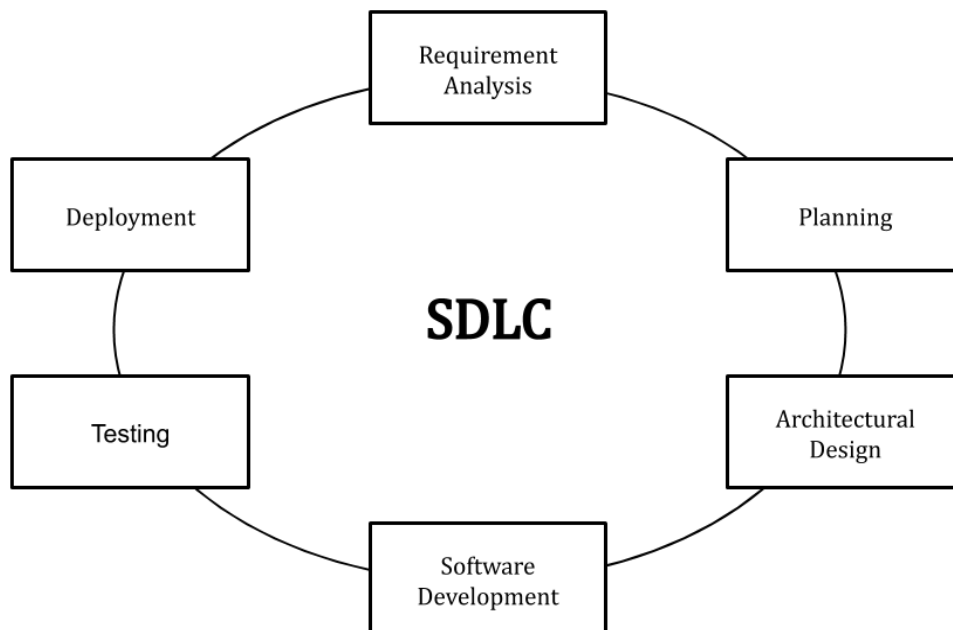 Requirement
Analysis
Deployment
Planning
SDLC
Testing
Architectural
Design
Software
Development